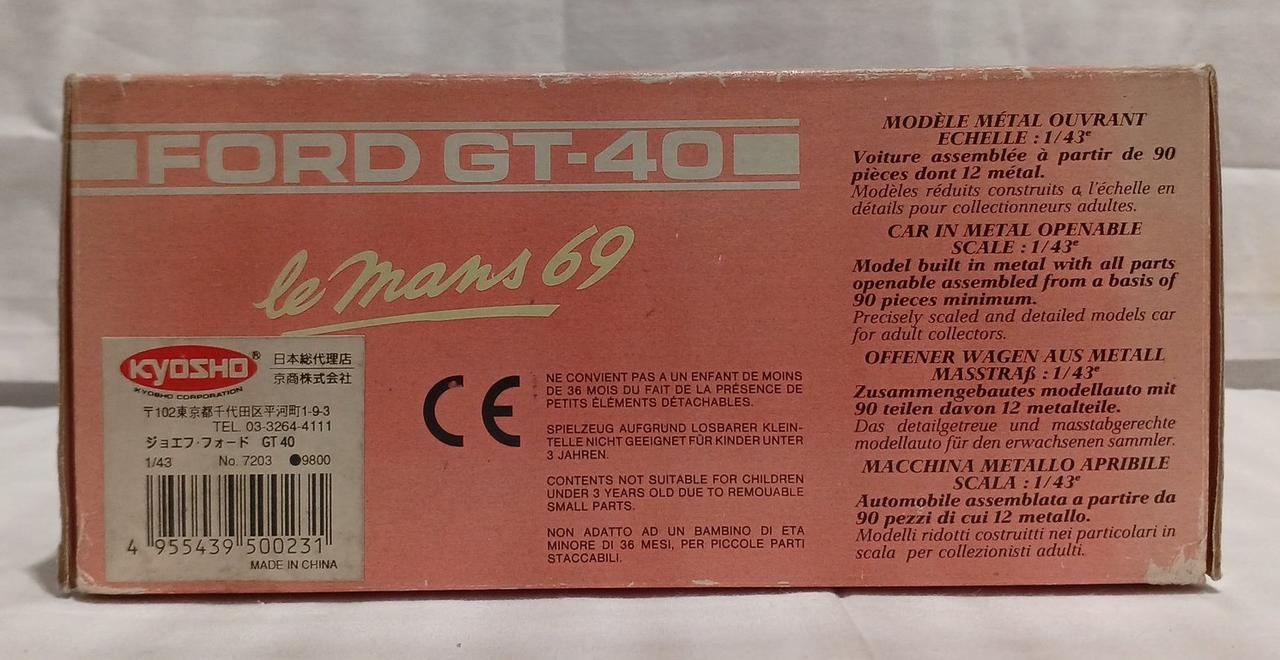 FORD GT-40
le mans 69
KYOSHO®
KYOSHO CORPORATION
日本総代理店
京商株式会社
〒102東京都千代田区平河町1-9-3
TEL. 03-3264-4111
ジョエフ・フォード GT 40
1/43 No. 7203 ●9800
4 955439 500231
MADE IN CHINA
CE
NE CONVIENT PAS A UN ENFANT DE MOINS
DE 36 MOIS DU FAIT DE LA PRÉSENCE DE
PETITS ÉLÉMENTS DÉTACHABLES.
SPIELZEUG AUFGRUND LOSBARER KLEIN-
TELLE NICHT GEEIGNET FÜR KINDER UNTER
3 JAHREN.
CONTENTS NOT SUITABLE FOR CHILDREN
UNDER 3 YEARS OLD DUE TO REMOUABLE
SMALL PARTS.
NON ADATTO AD UN BAMBINO DI ETA
MINORE DI 36 MESI, PER PICCOLE PARTI
STACCABILI.
MODÈLE MÉTAL OUVRANT
ECHELLE : 1/43e
Voiture assemblée à partir de 90
pièces dont 12 métal.
Modèles réduits construits a l'échelle en
détails pour collectionneurs adultes.
CAR IN METAL OPENABLE
SCALE : 1/43e
Model built in metal with all parts
openable assembled from a basis of
90 pieces minimum.
Precisely scaled and detailed models car
for adult collectors.
OFFENER WAGEN AUS METALL
MASSTRAß : 1/43e
Zusammengebautes modellauto mit
90 teilen davon 12 metalteile.
Das detailgetreue und masstabgerechte
modellauto für den erwachsenen sammler.
MACCHINA METALLO APRIBILE
SCALA : 1/43e
Automobile assemblata a partire da
90 pezzi di cui 12 metallo.
Modelli ridotti costruitti nei particolari in
scala per collezionisti adulti.